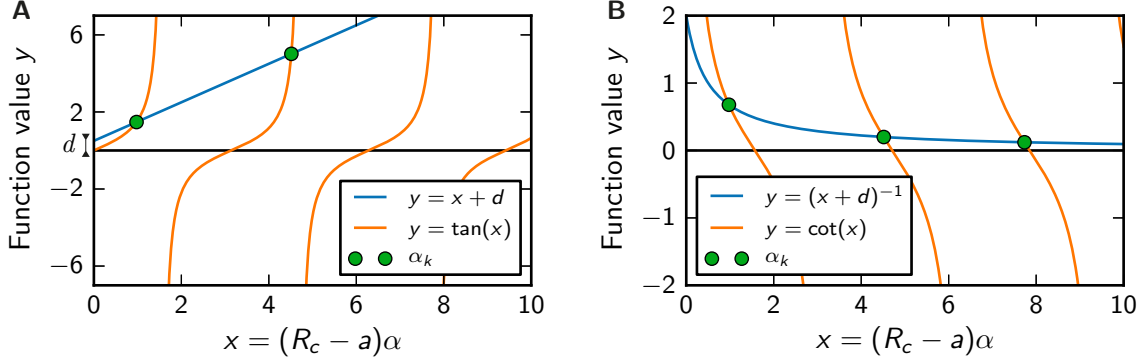 A
Function value y
6
2
d
−2
−6
0
2
4
6
8
10
y = x + d
y = tan(x)
α_k
x = (R_c − a)α
B
Function value y
2
1
0
−1
−2
0
2
4
6
8
10
y = (x + d)⁻¹
y = cot(x)
α_k
x = (R_c − a)α